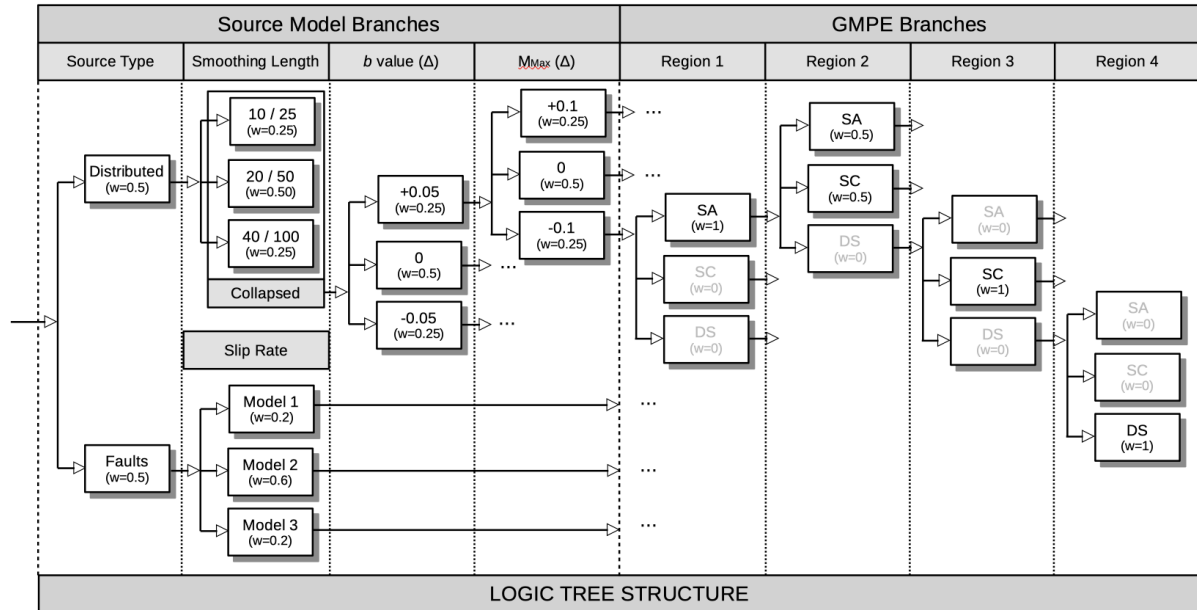 Source Model Branches
GMPE Branches
Source Type
Smoothing Length
b value (Δ)
MMax (Δ)
Region 1
Region 2
Region 3
Region 4
Distributed
(w=0.5)
10 / 25
(w=0.25)
20 / 50
(w=0.50)
40 / 100
(w=0.25)
Collapsed
+0.05
(w=0.25)
0
(w=0.5)
...
-0.05
(w=0.25)
...
+0.1
(w=0.25)
0
(w=0.5)
-0.1
(w=0.25)
...
...
SA
(w=1)
SC
(w=0)
DS
(w=0)
SA
(w=0.5)
SC
(w=0.5)
DS
(w=0)
SA
(w=0)
SC
(w=1)
DS
(w=0)
SA
(w=0)
SC
(w=0)
DS
(w=1)
Slip Rate
Faults
(w=0.5)
Model 1
(w=0.2)
...
Model 2
(w=0.6)
...
Model 3
(w=0.2)
...
LOGIC TREE STRUCTURE